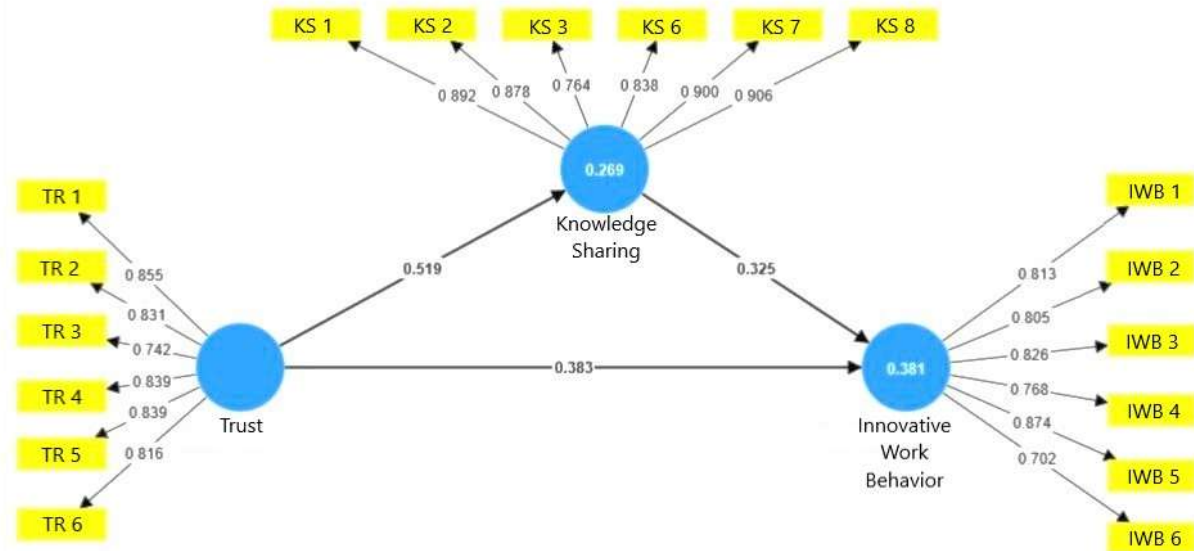 KS 1
KS 2
KS 3
KS 6
KS 7
KS 8
0.892
0.878
0.764
0.838
0.900
0.906
0.269
Knowledge
Sharing
TR 1
TR 2
TR 3
TR 4
TR 5
TR 6
0.855
0.831
0.742
0.839
0.839
0.816
Trust
0.519
0.325
0.383
0.381
Innovative
Work
Behavior
0.813
0.805
0.826
0.768
0.874
0.702
IWB 1
IWB 2
IWB 3
IWB 4
IWB 5
IWB 6